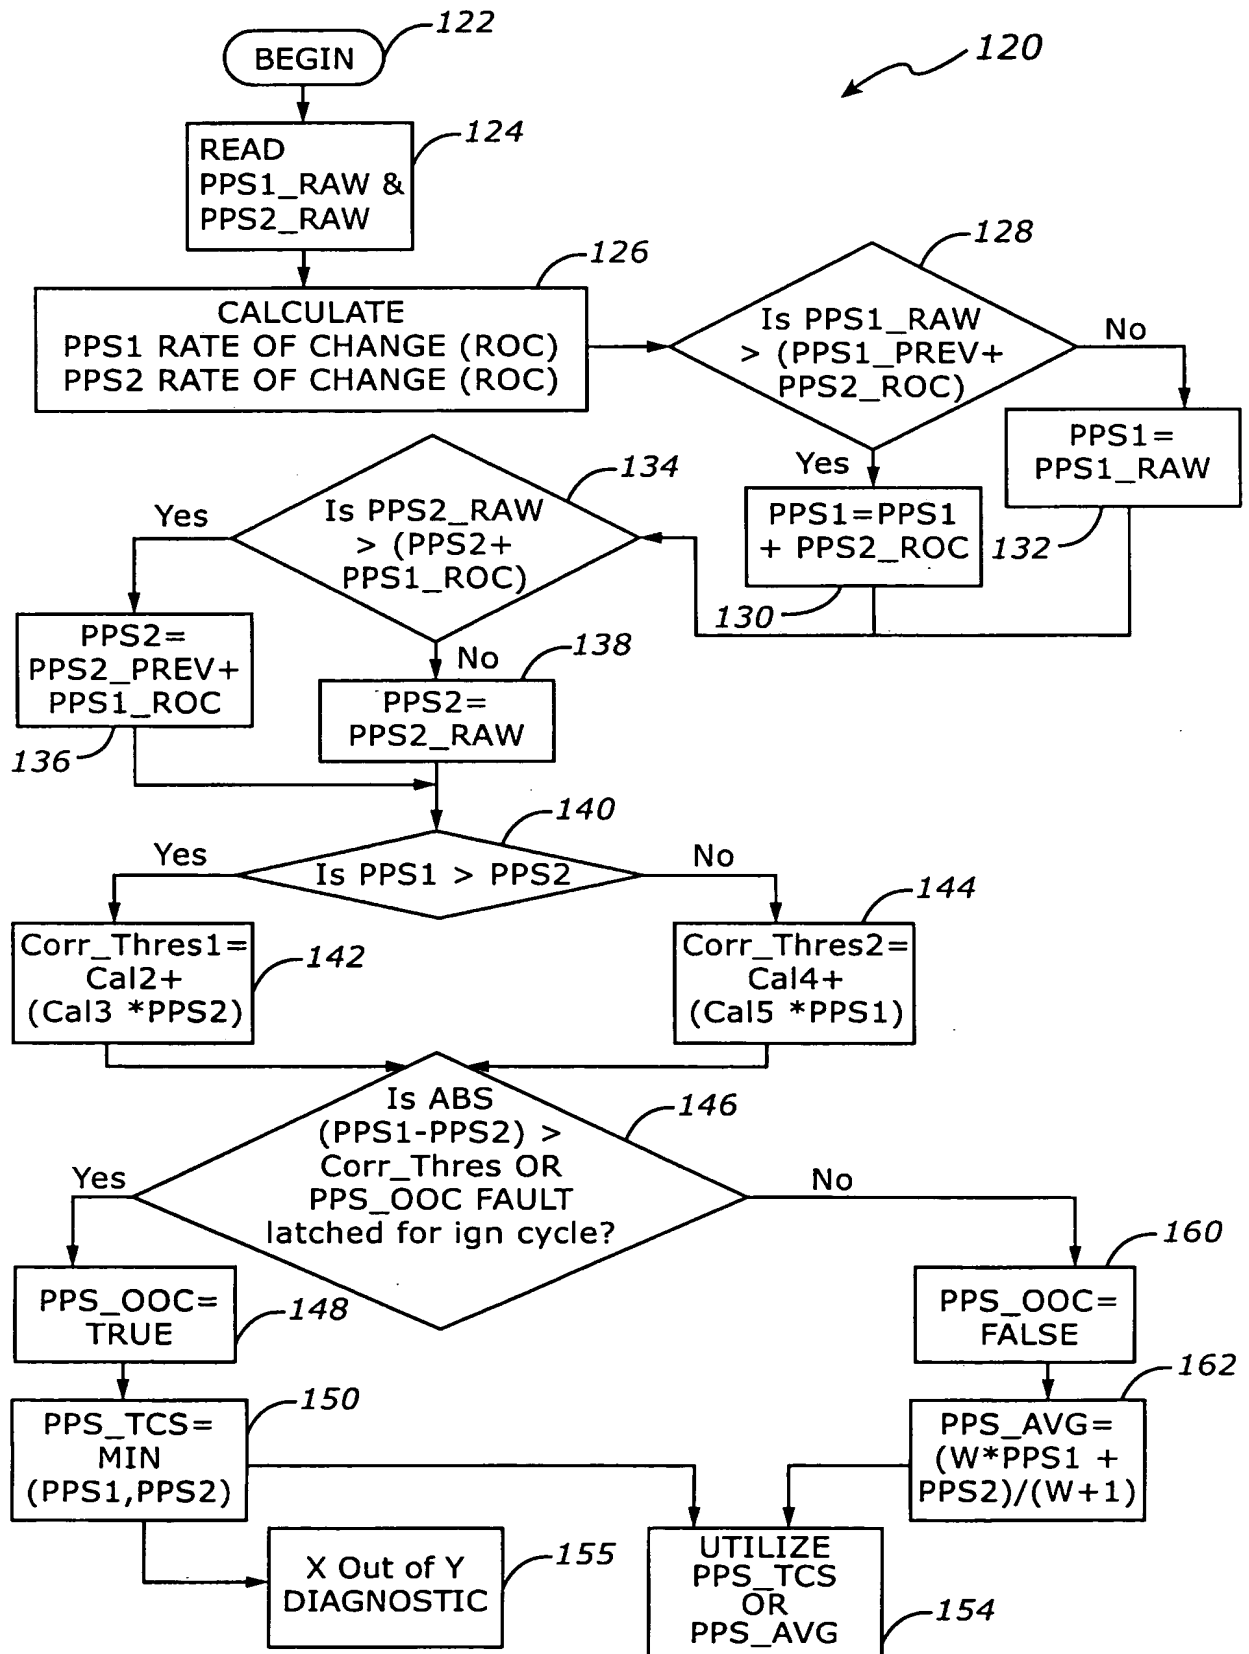 122
BEGIN
120
124
READ
PPS1_RAW &
PPS2_RAW
126
CALCULATE
PPS1 RATE OF CHANGE (ROC)
PPS2 RATE OF CHANGE (ROC)
128
Is PPS1_RAW
> (PPS1_PREV+
PPS2_ROC)
No
Yes
PPS1=
PPS1_RAW
132
PPS1=PPS1
+ PPS2_ROC
130
134
Is PPS2_RAW
> (PPS2+
PPS1_ROC)
Yes
No
PPS2=
PPS2_PREV+
PPS1_ROC
136
138
PPS2=
PPS2_RAW
140
Is PPS1 > PPS2
Yes
No
Corr_Thres1=
Cal2+
(Cal3 *PPS2)
142
144
Corr_Thres2=
Cal4+
(Cal5 *PPS1)
Is ABS
(PPS1-PPS2) >
Corr_Thres OR
PPS_OOC FAULT
latched for ign cycle?
146
Yes
No
PPS_OOC=
TRUE
148
160
PPS_OOC=
FALSE
150
PPS_TCS=
MIN
(PPS1,PPS2)
162
PPS_AVG=
(W*PPS1 +
PPS2)/(W+1)
X Out of Y
DIAGNOSTIC
155
UTILIZE
PPS_TCS
OR
PPS_AVG
154